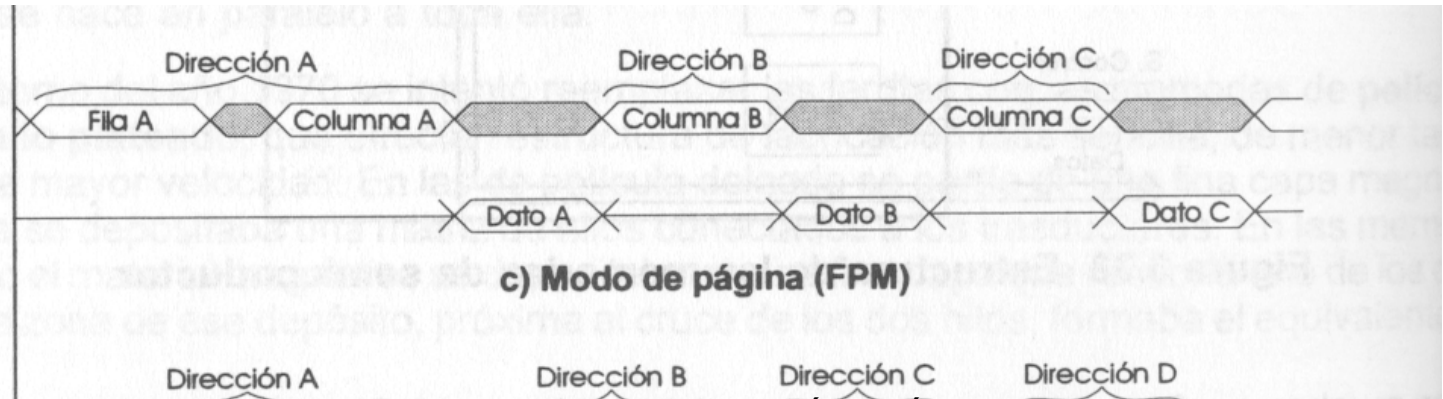 Dirección A Dirección B Dirección C
Fila A Columna A Columna B Columna C
Dato A Dato B Dato C
c) Modo de página (FPM)
Dirección A Dirección B Dirección C Dirección D